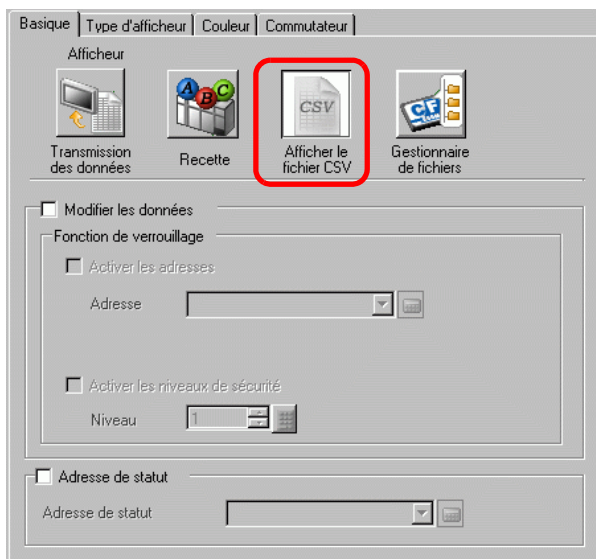 Basique Type d'afficheur Couleur Commutateur
Afficheur
A B C
CSV
CF
Transmission des données
Recette
Afficher le fichier CSV
Gestionnaire de fichiers
Modifier les données
Fonction de verrouillage
Activer les adresses
Adresse
Activer les niveaux de sécurité
Niveau 1
Adresse de statut
Adresse de statut